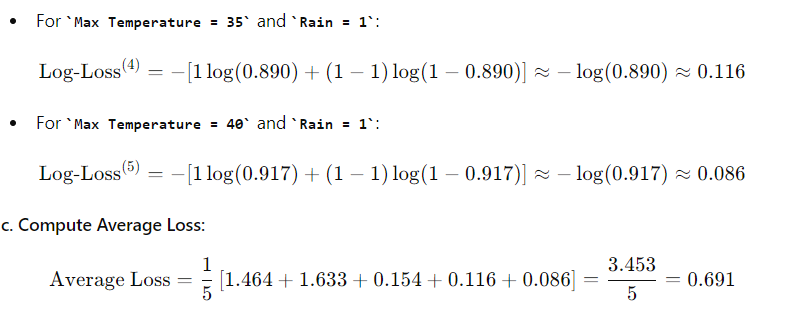 • For `Max Temperature = 35` and `Rain = 1`:
Log-Loss⁽⁴⁾ = −[1 log(0.890) + (1 − 1) log(1 − 0.890)] ≈ − log(0.890) ≈ 0.116
• For `Max Temperature = 40` and `Rain = 1`:
Log-Loss⁽⁵⁾ = −[1 log(0.917) + (1 − 1) log(1 − 0.917)] ≈ − log(0.917) ≈ 0.086
c. Compute Average Loss:
Average Loss = 1/5 [1.464 + 1.633 + 0.154 + 0.116 + 0.086] = 3.453/5 = 0.691